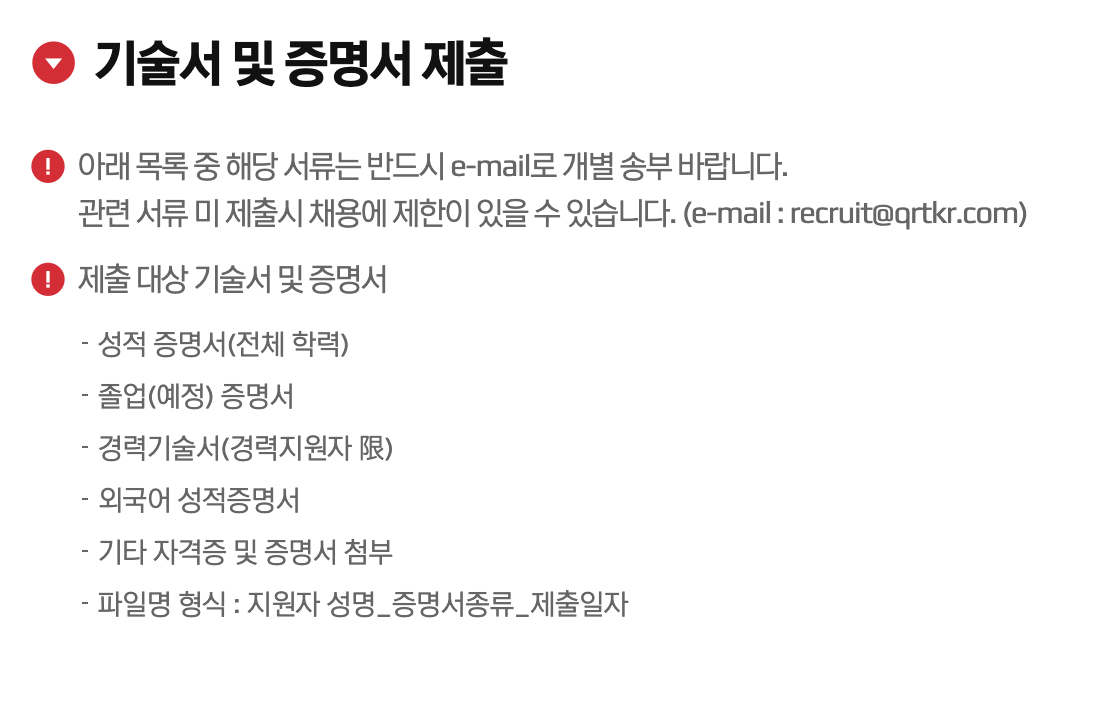 기술서 및 증명서 제출
아래 목록 중 해당 서류는 반드시 e-mail로 개별 송부 바랍니다.
관련 서류 미 제출시 채용에 제한이 있을 수 있습니다. (e-mail : recruit@qrtkr.com)
제출 대상 기술서 및 증명서
- 성적 증명서(전체 학력)
- 졸업(예정) 증명서
- 경력기술서(경력지원자 限)
- 외국어 성적증명서
- 기타 자격증 및 증명서 첨부
- 파일명 형식 : 지원자 성명_증명서종류_제출일자